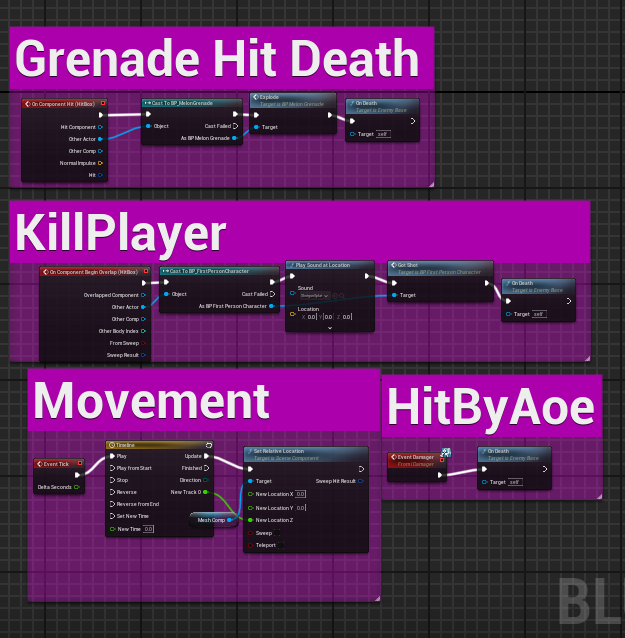 Grenade Hit Death
On Component Hit (HitBox)
Hit Component
Other Actor
Other Comp
Normal Impulse
Hit
Cast To BP_MelonGrenade
Object
Cast Failed
As BP Melon Grenade
Explode
Target is BP Melon Grenade
Target
On Death
Target is Enemy Base
Target self
KillPlayer
On Component Begin Overlap (HitBox)
Overlapped Component
Other Actor
Other Comp
Other Body Index
From Sweep
Sweep Result
Cast To BP_FirstPersonCharacter
Object
Cast Failed
As BP First Person Character
Play Sound at Location
Sound
Location
X 0.0 Y 0.0 Z 0.0
Got Shot
Target is BP First Person Character
Target
On Death
Target is Enemy Base
Target self
Movement
Event Tick
Delta Seconds
Timeline
Play
Update
Play from Start
Finished
Stop
Direction
Reverse
New Track 0
Reverse from End
Set New Time
New Time 0.0
Mesh Comp
Set Relative Location
Target is Scene Component
Target
Sweep Hit Result
New Location X 0.0
New Location Y 0.0
New Location Z
Sweep
Teleport
HitByAoe
Event Damager
From Damager
On Death
Target is Enemy Base
Target self
BL